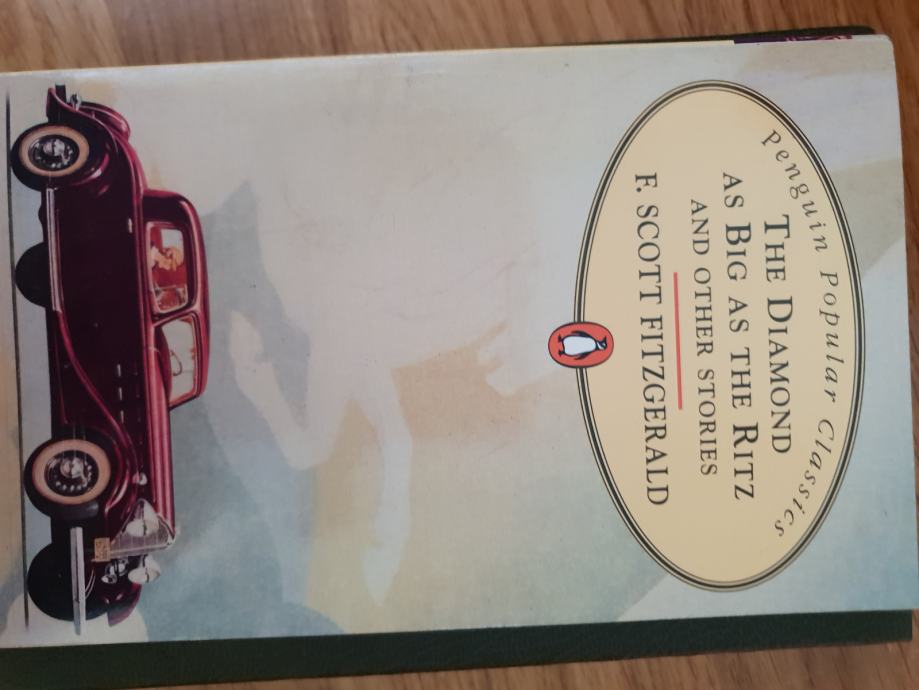 Penguin Popular Classics
THE DIAMOND
AS BIG AS THE RITZ
AND OTHER STORIES
F. SCOTT FITZGERALD